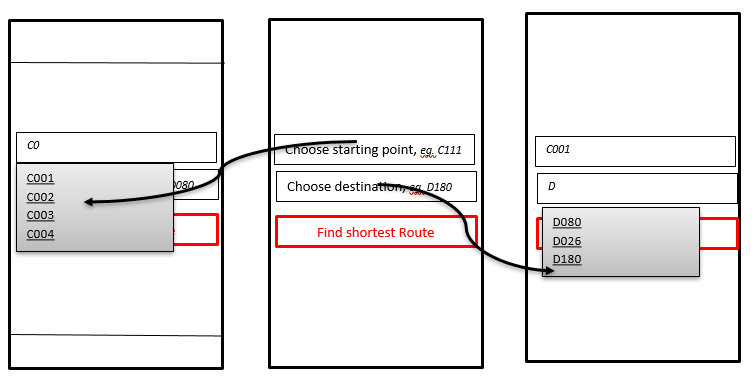 C0
C001
C002
C003
C004
D080
Choose starting point, eg. C111
Choose destination, eg. D180
Find shortest Route
C001
D
D080
D026
D180